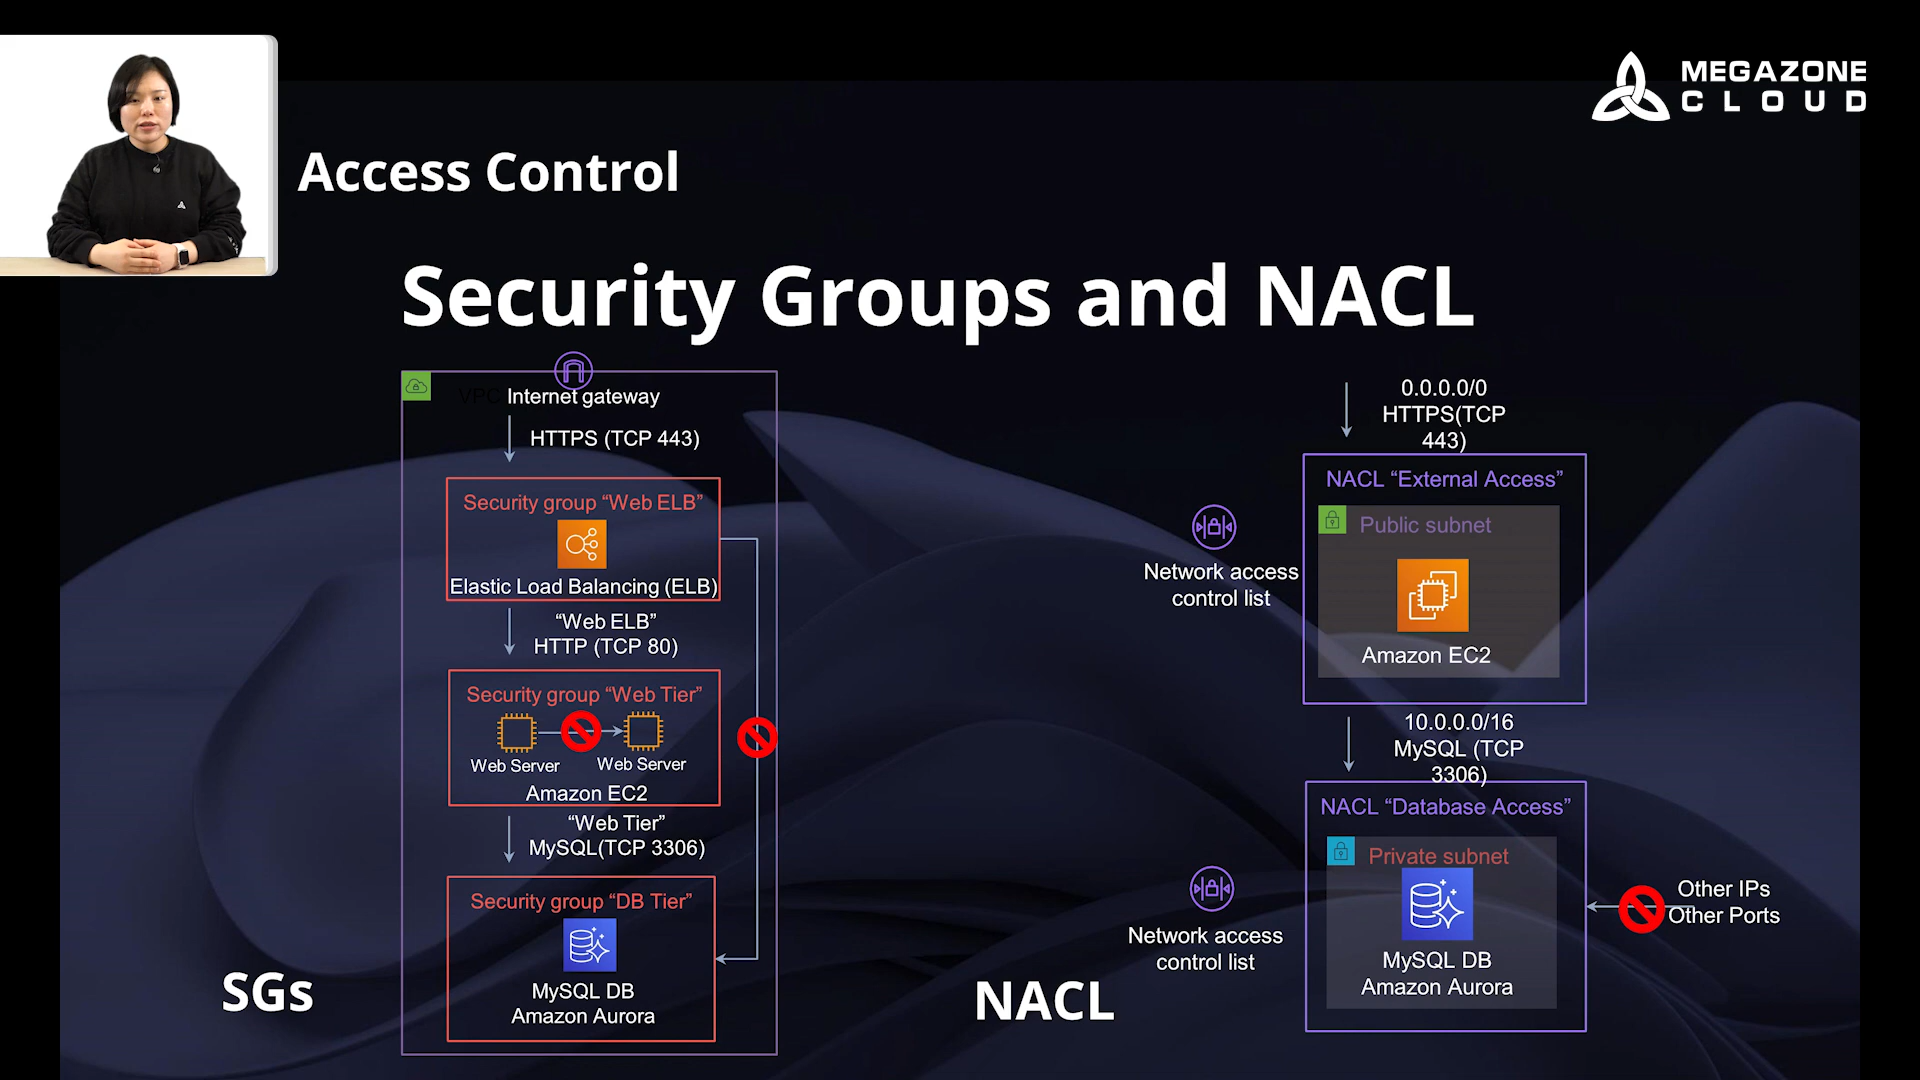 MEGAZONE
CLOUD
Access Control
Security Groups and NACL
VPC
Internet gateway
HTTPS (TCP 443)
Security group “Web ELB”
Elastic Load Balancing (ELB)
“Web ELB”
HTTP (TCP 80)
Security group “Web Tier”
Web Server
Web Server
Amazon EC2
“Web Tier”
MySQL(TCP 3306)
Security group “DB Tier”
MySQL DB
Amazon Aurora
SGs
0.0.0.0/0
HTTPS(TCP
443)
NACL “External Access”
Public subnet
Amazon EC2
Network access
control list
10.0.0.0/16
MySQL (TCP
3306)
NACL “Database Access”
Private subnet
MySQL DB
Amazon Aurora
Network access
control list
Other IPs
Other Ports
NACL